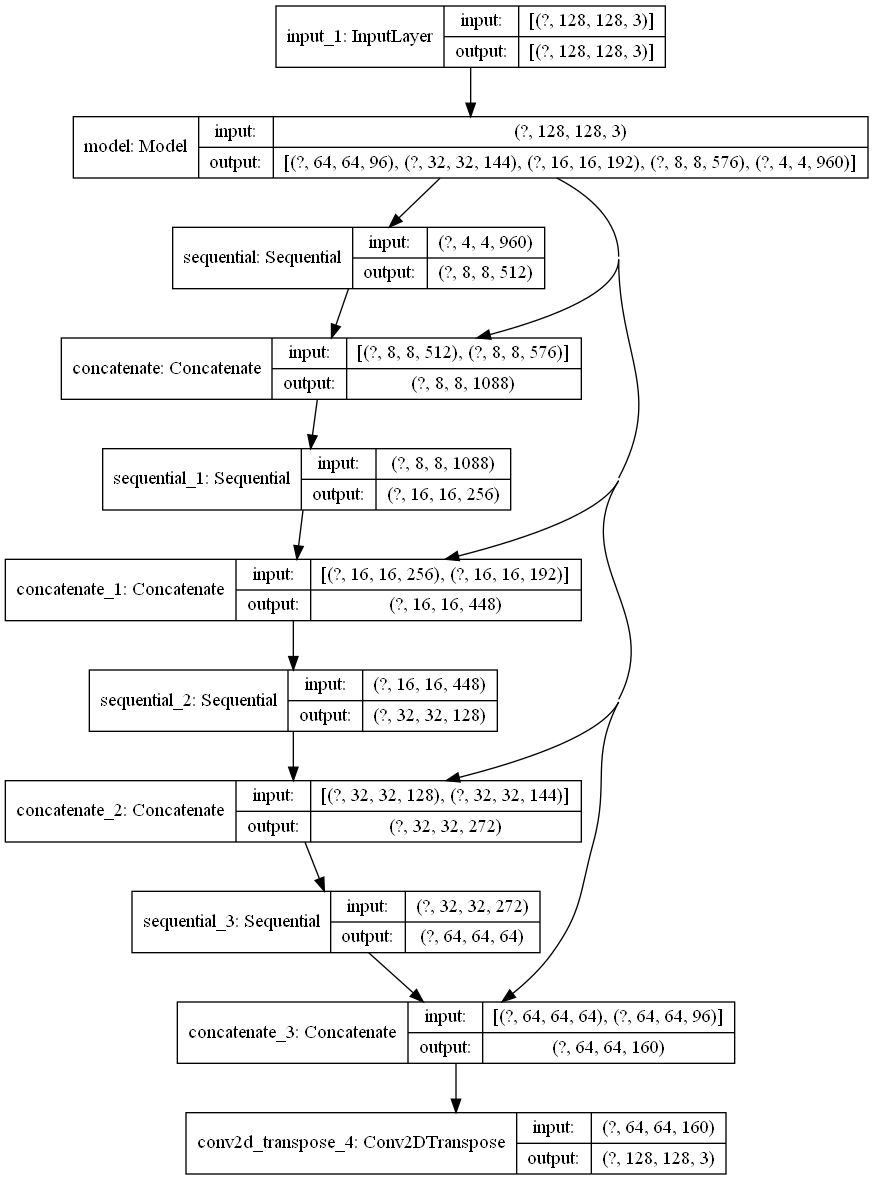 input_1: InputLayer
input: [(?, 128, 128, 3)]
output: [(?, 128, 128, 3)]
model: Model
input: (?, 128, 128, 3)
output: [(?, 64, 64, 96), (?, 32, 32, 144), (?, 16, 16, 192), (?, 8, 8, 576), (?, 4, 4, 960)]
sequential: Sequential
input: (?, 4, 4, 960)
output: (?, 8, 8, 512)
concatenate: Concatenate
input: [(?, 8, 8, 512), (?, 8, 8, 576)]
output: (?, 8, 8, 1088)
sequential_1: Sequential
input: (?, 8, 8, 1088)
output: (?, 16, 16, 256)
concatenate_1: Concatenate
input: [(?, 16, 16, 256), (?, 16, 16, 192)]
output: (?, 16, 16, 448)
sequential_2: Sequential
input: (?, 16, 16, 448)
output: (?, 32, 32, 128)
concatenate_2: Concatenate
input: [(?, 32, 32, 128), (?, 32, 32, 144)]
output: (?, 32, 32, 272)
sequential_3: Sequential
input: (?, 32, 32, 272)
output: (?, 64, 64, 64)
concatenate_3: Concatenate
input: [(?, 64, 64, 64), (?, 64, 64, 96)]
output: (?, 64, 64, 160)
conv2d_transpose_4: Conv2DTranspose
input: (?, 64, 64, 160)
output: (?, 128, 128, 3)